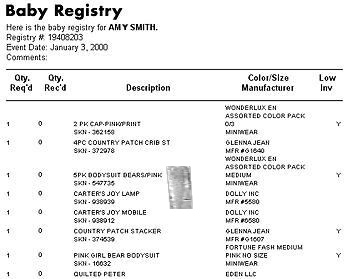 Baby Registry
Here is the baby registry for AMY SMITH.
Registry #: 19408203
Event Date: January 3, 2000
Comments:
Qty. Qty. Color/Size Low
Req'd Rec'd Description Manufacturer Inv
WONDERLUX EN
ASSORTED COLOR PACK
1 0 2 PK CAP-PINK/PRINT 0/3 Y
SKN - 362158 MINIWEAR
1 0 4PC COUNTRY PATCH CRIB ST GLENNA JEAN
SKN - 372978 MFR #G1640
WONDERLUX EN
ASSORTED COLOR PACK
1 0 5PK BODYSUIT BEARS/PINK MEDIUM Y
SKN - 547735 MINIWEAR
1 0 CARTER'S JOY LAMP DOLLY INC
SKN - 938939 MFR #5580
1 0 CARTER'S JOY MOBILE DOLLY INC
SKN - 938912 MFR #6580
1 0 COUNTRY PATCH STACKER GLENNA JEAN Y
SKN - 374539 MFR #G1607
FORTUNE FASH MEDIUM
1 0 PINK GIRL BEAR BODYSUIT PINK NO SIZE Y
SKN - 16632 MINIWEAR
1 0 QUILTED PETER EDEN LLC